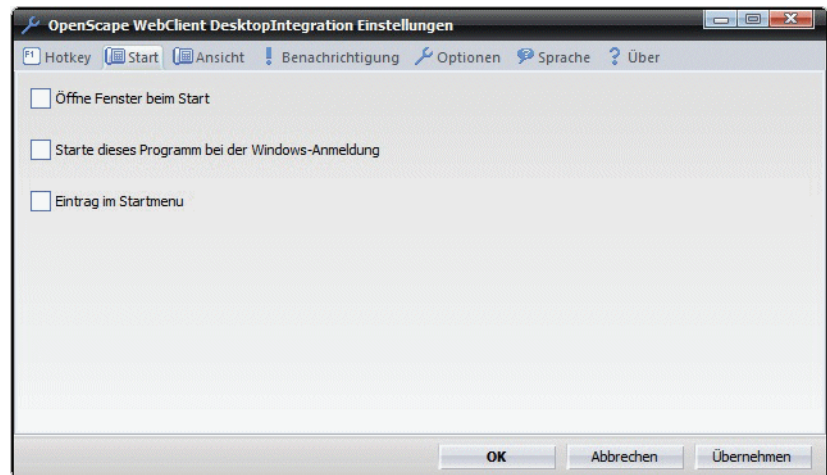 OpenScape WebClient DesktopIntegration Einstellungen
F1 Hotkey Start Ansicht ! Benachrichtigung Optionen Sprache ? Über
Öffne Fenster beim Start
Starte dieses Programm bei der Windows-Anmeldung
Eintrag im Startmenu
OK Abbrechen Übernehmen